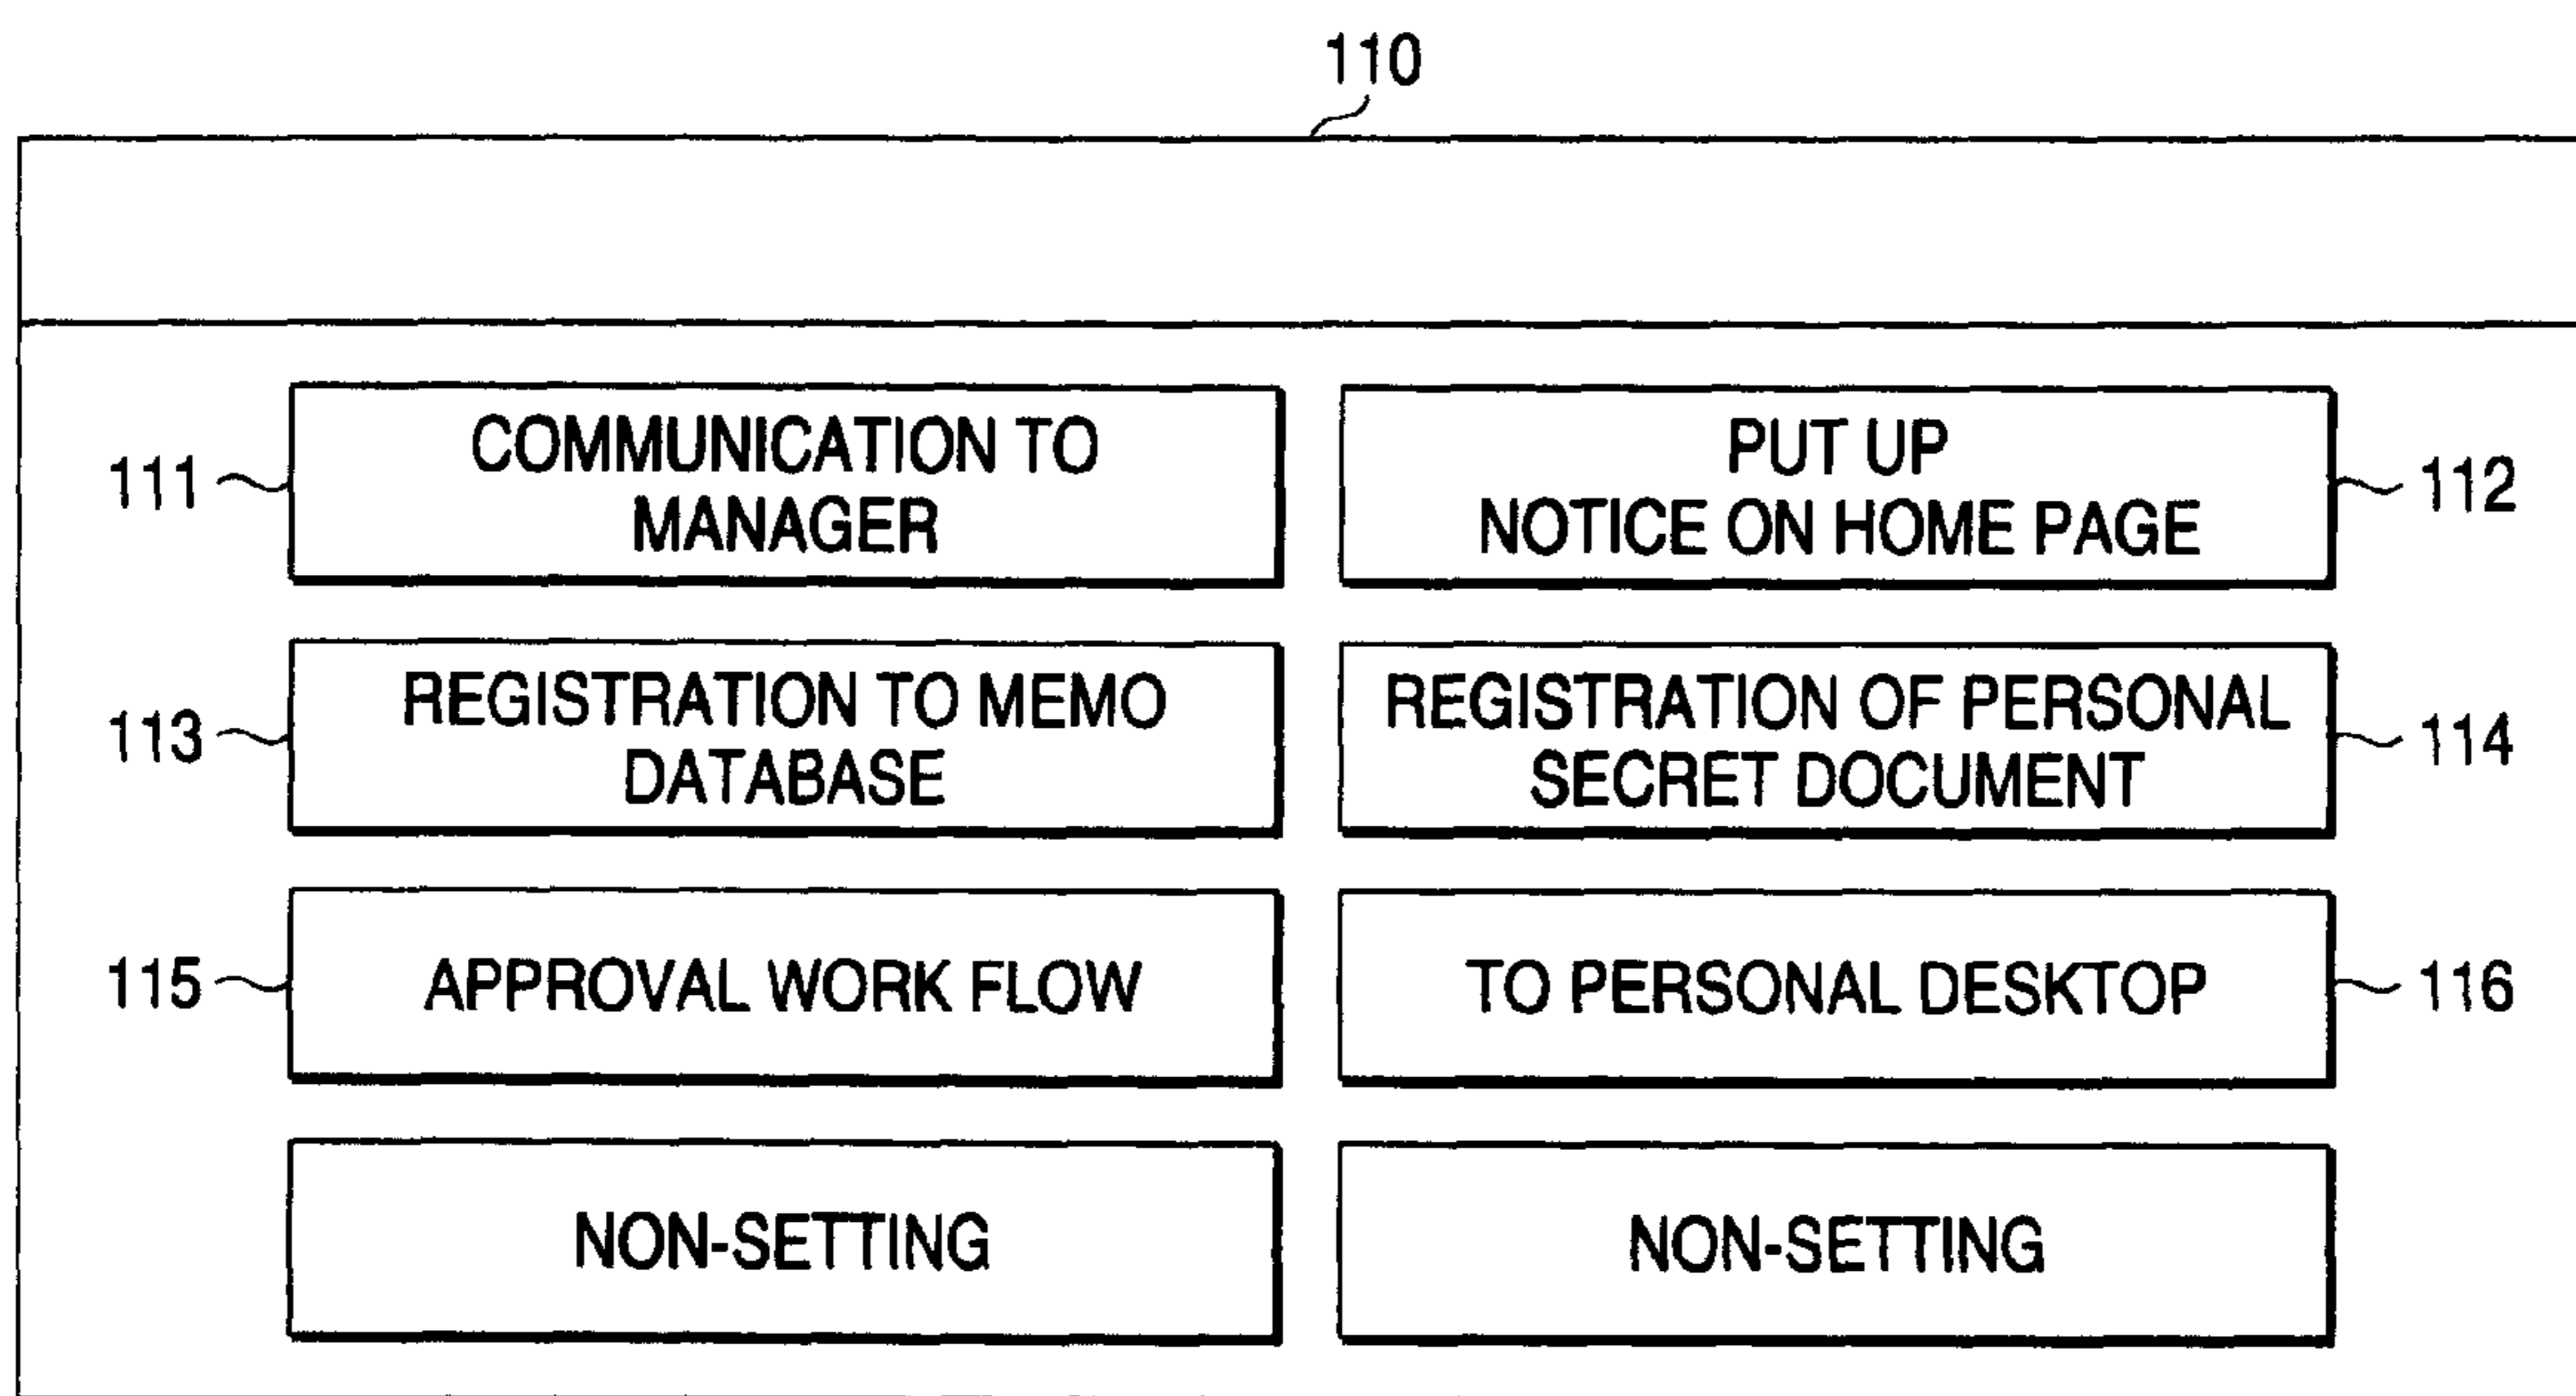 110
111
COMMUNICATION TO
MANAGER
PUT UP
NOTICE ON HOME PAGE
112
113
REGISTRATION TO MEMO
DATABASE
REGISTRATION OF PERSONAL
SECRET DOCUMENT
114
115
APPROVAL WORK FLOW
TO PERSONAL DESKTOP
116
NON-SETTING
NON-SETTING